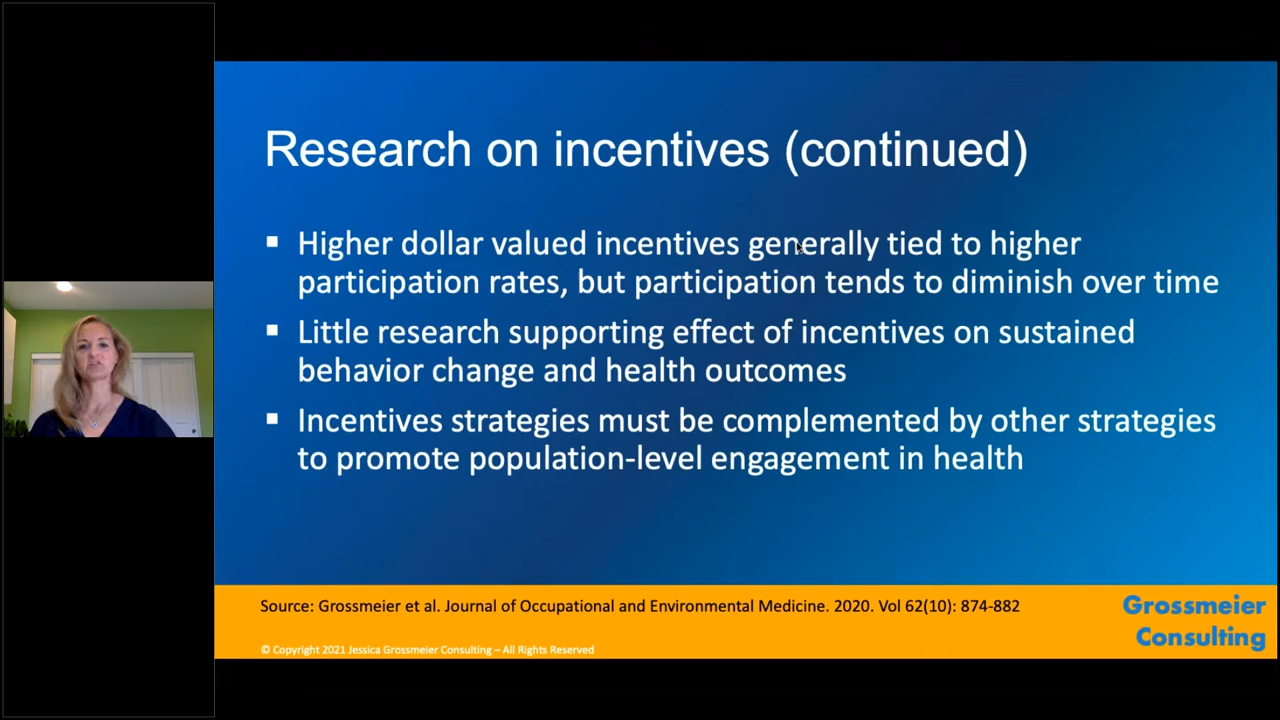 Research on incentives (continued)
▪ Higher dollar valued incentives generally tied to higher
participation rates, but participation tends to diminish over time
▪ Little research supporting effect of incentives on sustained
behavior change and health outcomes
▪ Incentives strategies must be complemented by other strategies
to promote population-level engagement in health
Source: Grossmeier et al. Journal of Occupational and Environmental Medicine. 2020. Vol 62(10): 874-882
© Copyright 2021 Jessica Grossmeier Consulting – All Rights Reserved
Grossmeier
Consulting